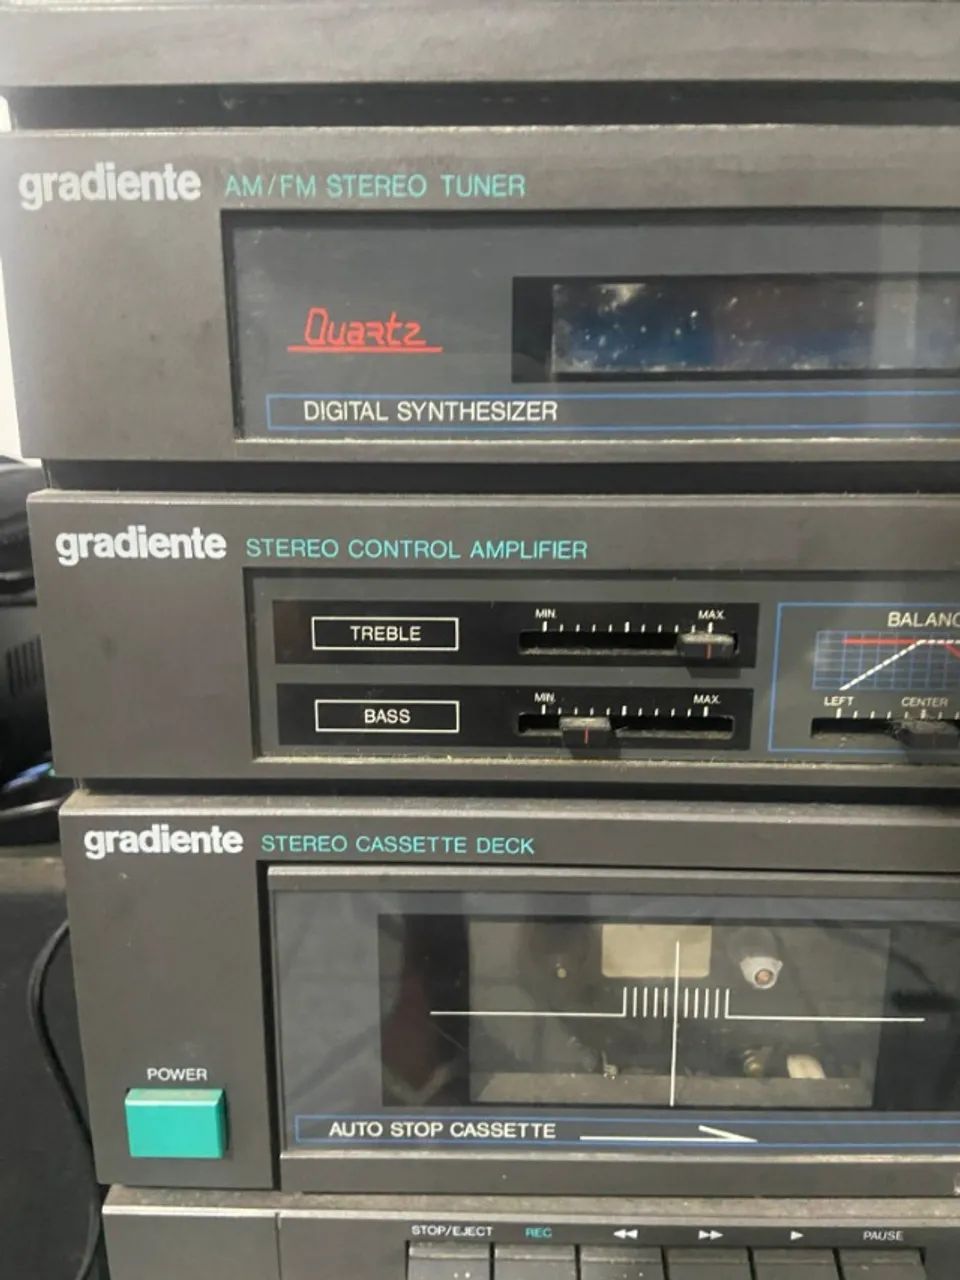 gradiente AM/FM STEREO TUNER
Quartz
DIGITAL SYNTHESIZER
gradiente STEREO CONTROL AMPLIFIER
MIN. MAX.
TREBLE
BALANC
MIN. MAX.
LEFT CENTER
BASS
gradiente STEREO CASSETTE DECK
POWER
AUTO STOP CASSETTE
STOP/EJECT REC PAUSE